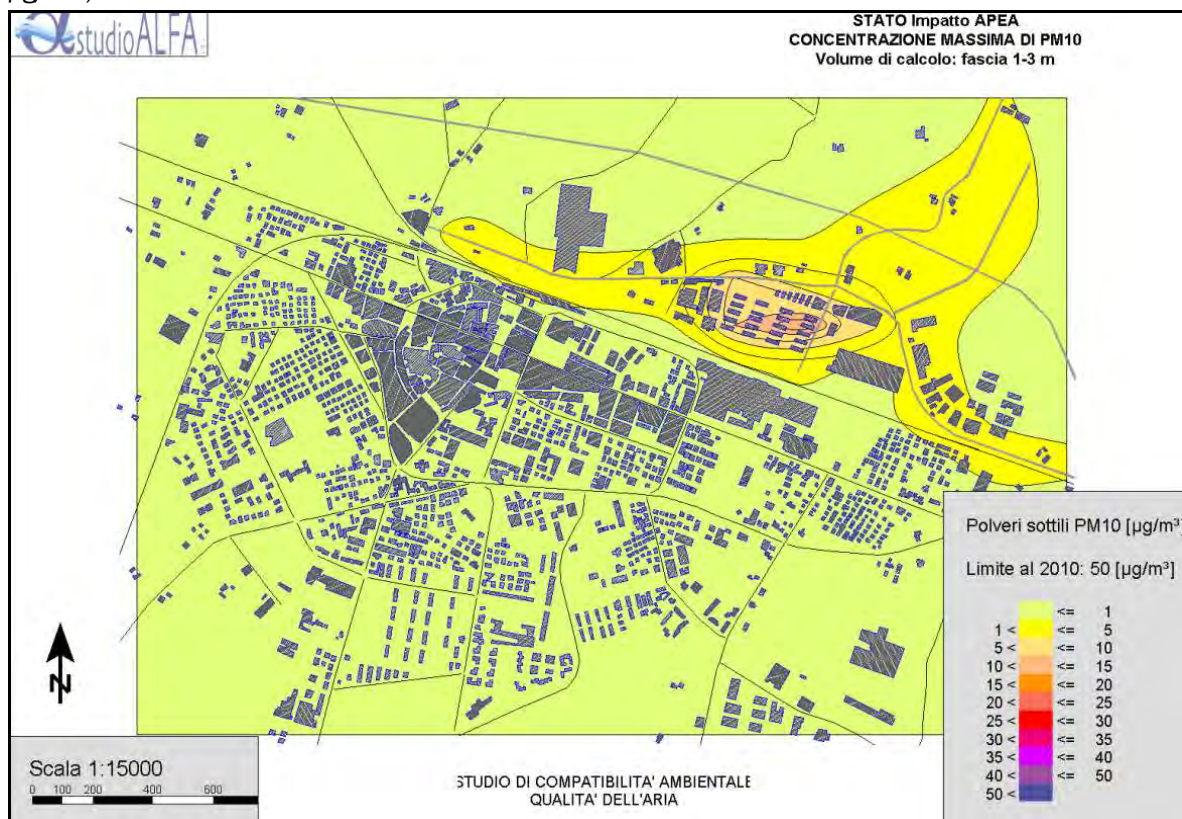 αstudioALFA
STATO Impatto APEA
CONCENTRAZIONE MASSIMA DI PM10
Volume di calcolo: fascia 1-3 m
Polveri sottili PM10 [µg/m³]
Limite al 2010: 50 [µg/m³]
<= 1
1 < <= 5
5 < <= 10
10 < <= 15
15 < <= 20
20 < <= 25
25 < <= 30
30 < <= 35
35 < <= 40
40 < <= 50
50 <
N
Scala 1:15000
0 100 200 400 600
STUDIO DI COMPATIBILITA' AMBIENTALE
QUALITA' DELL'ARIA